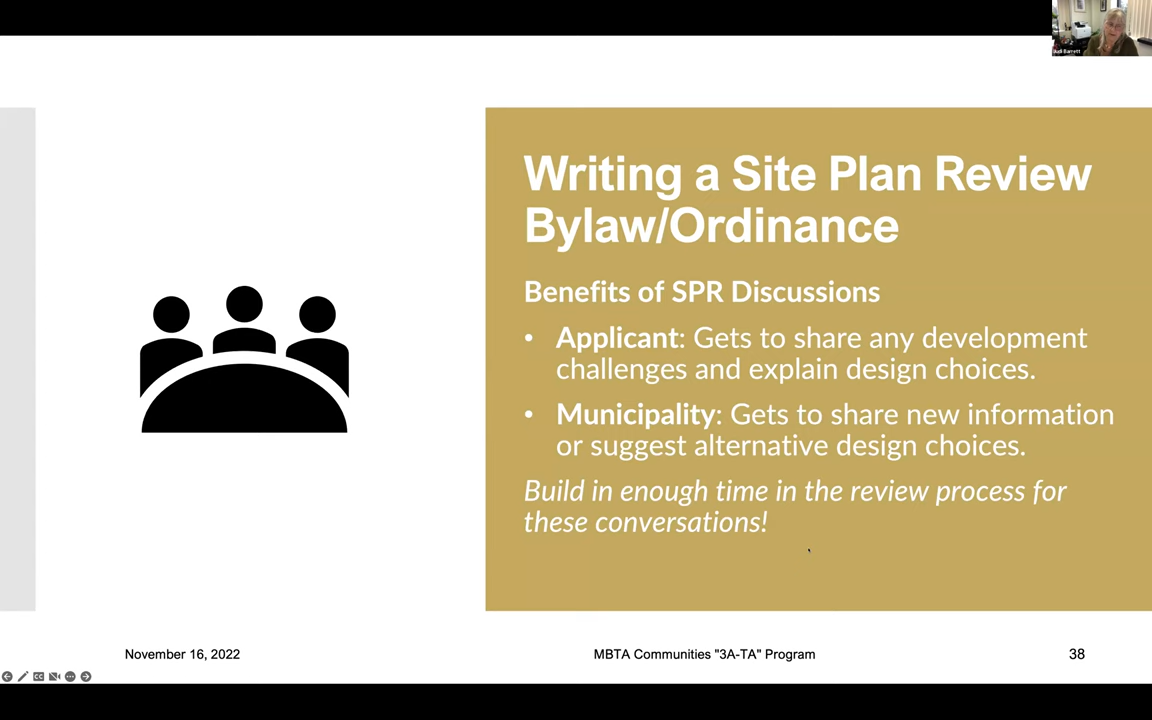 Judi Barrett
Writing a Site Plan Review
Bylaw/Ordinance
Benefits of SPR Discussions
• Applicant: Gets to share any development
challenges and explain design choices.
• Municipality: Gets to share new information
or suggest alternative design choices.
Build in enough time in the review process for
these conversations!
November 16, 2022
MBTA Communities "3A-TA" Program
38